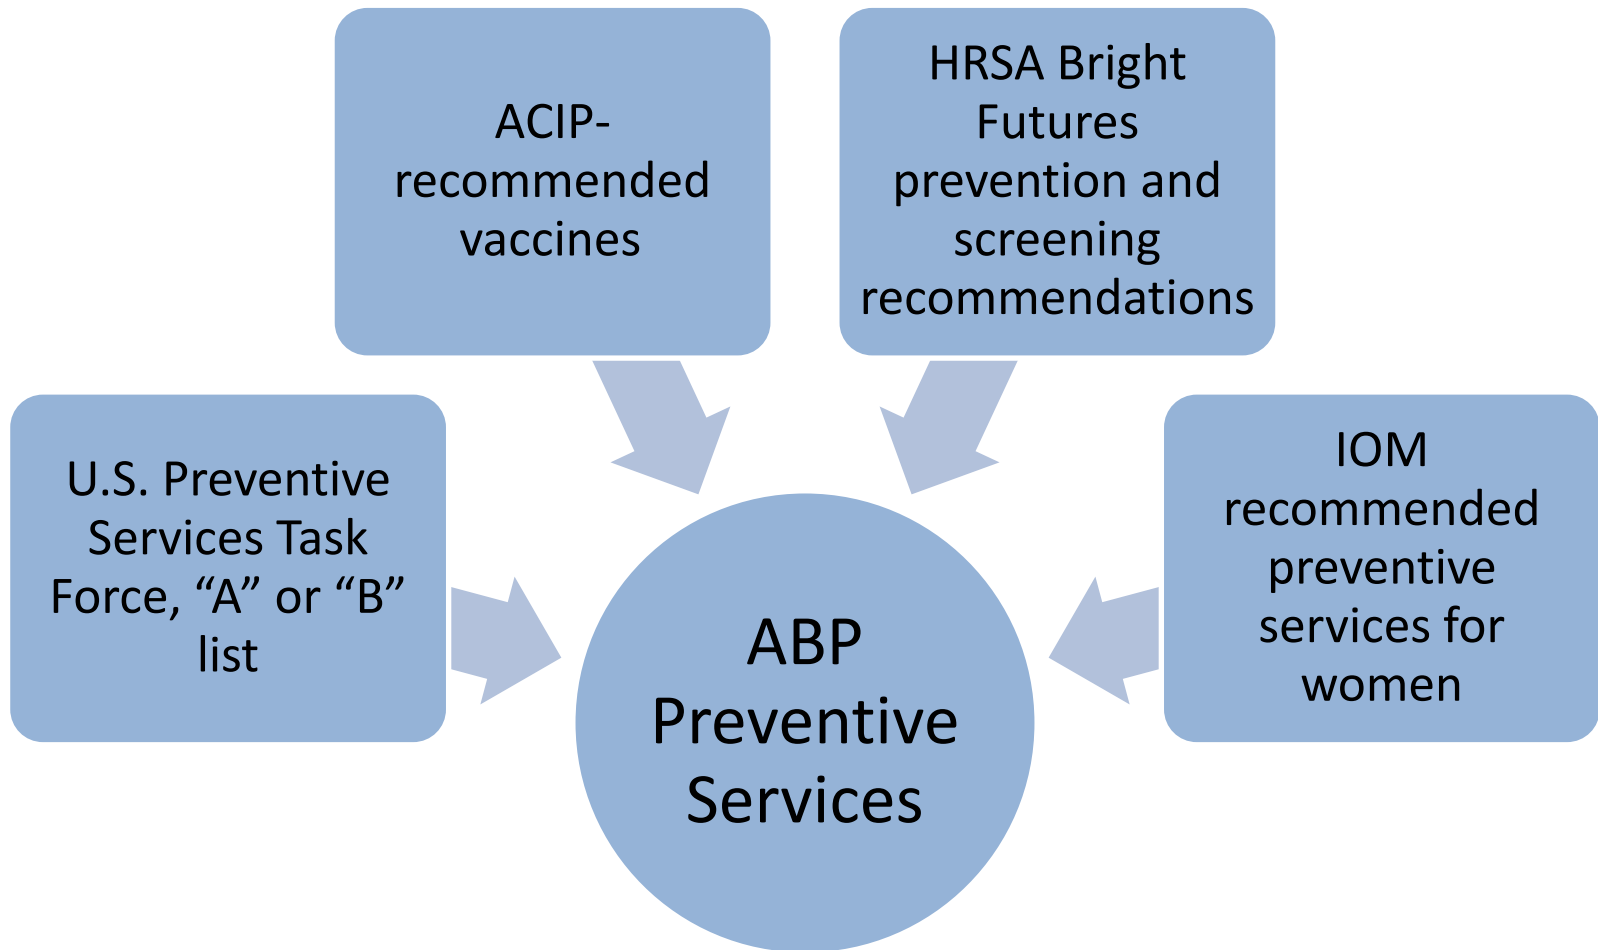 ACIP-
recommended
vaccines
HRSA Bright
Futures
prevention and
screening
recommendations
U.S. Preventive
Services Task
Force, “A” or “B”
list
IOM
recommended
preventive
services for
women
ABP
Preventive
Services